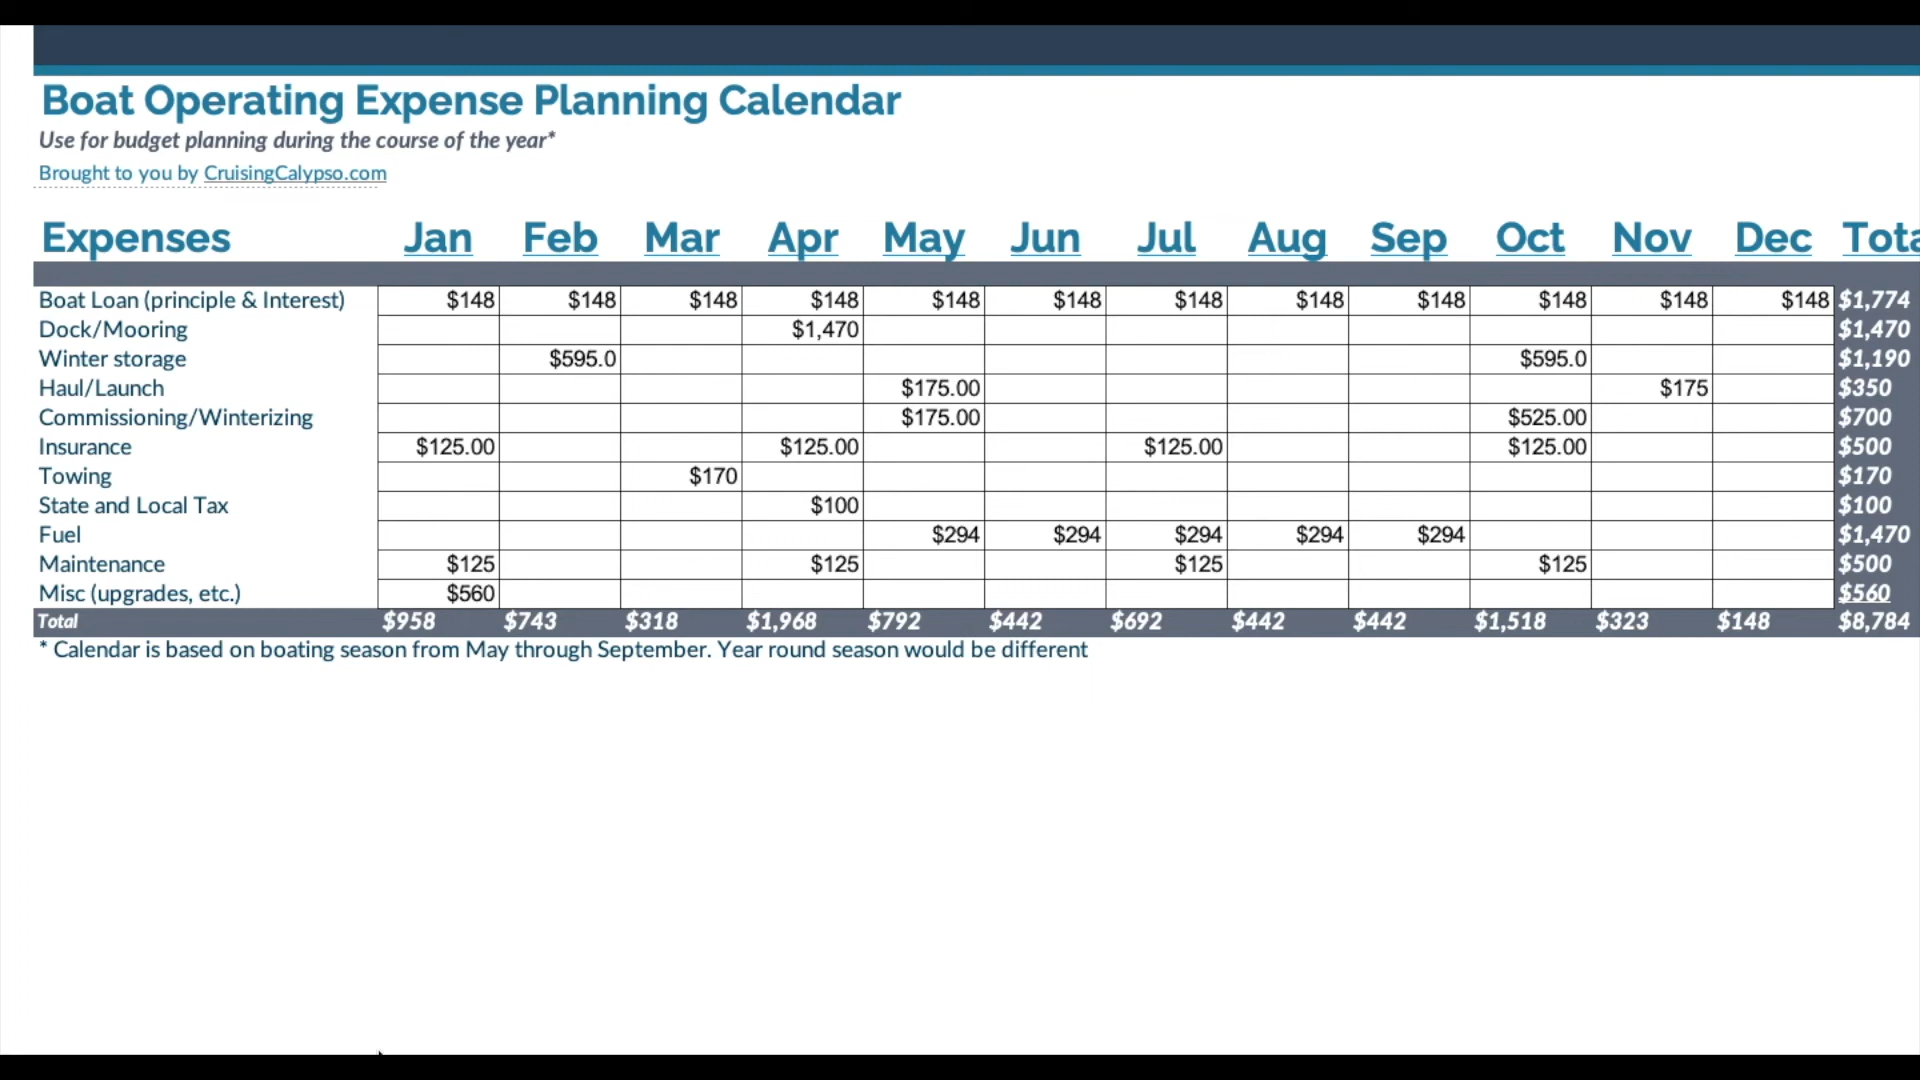 Boat Operating Expense Planning Calendar
Use for budget planning during the course of the year*
Brought to you by CruisingCalypso.com
Expenses Jan Feb Mar Apr May Jun Jul Aug Sep Oct Nov Dec Tota
Boat Loan (principle & Interest) $148 $148 $148 $148 $148 $148 $148 $148 $148 $148 $148 $148 $1,774
Dock/Mooring $1,470 $1,470
Winter storage $595.0 $595.0 $1,190
Haul/Launch $175.00 $175 $350
Commissioning/Winterizing $175.00 $525.00 $700
Insurance $125.00 $125.00 $125.00 $125.00 $500
Towing $170 $170
State and Local Tax $100 $100
Fuel $294 $294 $294 $294 $294 $1,470
Maintenance $125 $125 $125 $125 $500
Misc (upgrades, etc.) $560 $560
Total $958 $743 $318 $1,968 $792 $442 $692 $442 $442 $1,518 $323 $148 $8,784
* Calendar is based on boating season from May through September. Year round season would be different